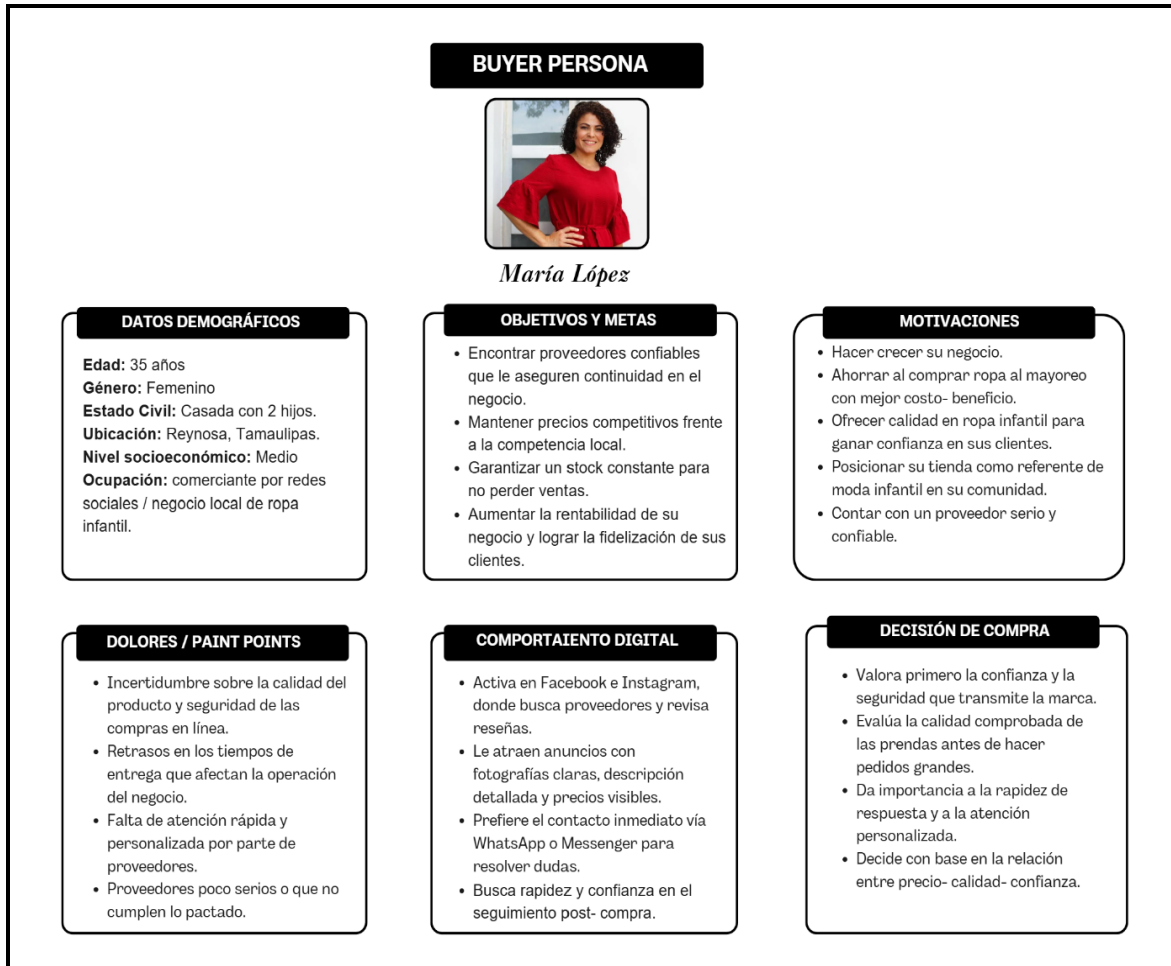 BUYER PERSONA
María López
DATOS DEMOGRÁFICOS
Edad: 35 años
Género: Femenino
Estado Civil: Casada con 2 hijos.
Ubicación: Reynosa, Tamaulipas.
Nivel socioeconómico: Medio
Ocupación: comerciante por redes
sociales / negocio local de ropa
infantil.
OBJETIVOS Y METAS
• Encontrar proveedores confiables
que le aseguren continuidad en el
negocio.
• Mantener precios competitivos frente
a la competencia local.
• Garantizar un stock constante para
no perder ventas.
• Aumentar la rentabilidad de su
negocio y lograr la fidelización de sus
clientes.
MOTIVACIONES
• Hacer crecer su negocio.
• Ahorrar al comprar ropa al mayoreo
con mejor costo- beneficio.
• Ofrecer calidad en ropa infantil para
ganar confianza en sus clientes.
• Posicionar su tienda como referente de
moda infantil en su comunidad.
• Contar con un proveedor serio y
confiable.
DOLORES / PAINT POINTS
• Incertidumbre sobre la calidad del
producto y seguridad de las
compras en línea.
• Retrasos en los tiempos de
entrega que afectan la operación
del negocio.
• Falta de atención rápida y
personalizada por parte de
proveedores.
• Proveedores poco serios o que no
cumplen lo pactado.
COMPORTAIENTO DIGITAL
• Activa en Facebook e Instagram,
donde busca proveedores y revisa
reseñas.
• Le atraen anuncios con
fotografías claras, descripción
detallada y precios visibles.
• Prefiere el contacto inmediato vía
WhatsApp o Messenger para
resolver dudas.
• Busca rapidez y confianza en el
seguimiento post- compra.
DECISIÓN DE COMPRA
• Valora primero la confianza y la
seguridad que transmite la marca.
• Evalúa la calidad comprobada de
las prendas antes de hacer
pedidos grandes.
• Da importancia a la rapidez de
respuesta y a la atención
personalizada.
• Decide con base en la relación
entre precio- calidad- confianza.